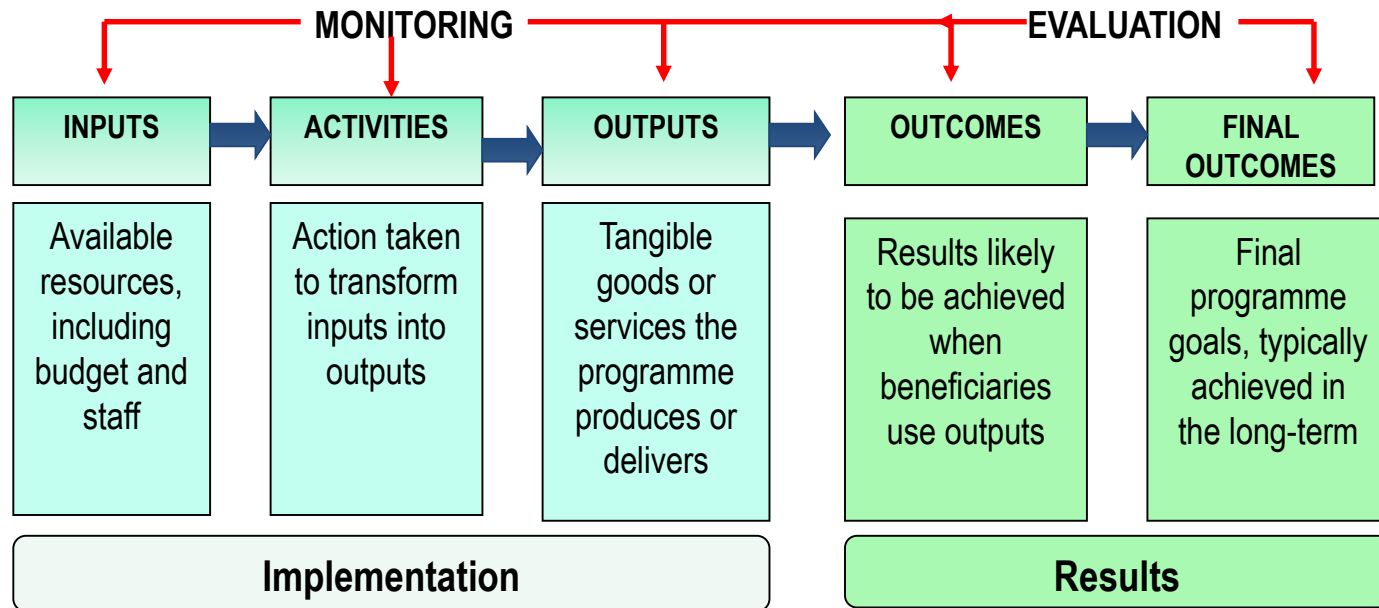 MONITORING
EVALUATION
INPUTS
ACTIVITIES
OUTPUTS
OUTCOMES
FINAL
OUTCOMES
Available
resources,
including
budget and
staff
Action taken
to transform
inputs into
outputs
Tangible
goods or
services the
programme
produces or
delivers
Results likely
to be achieved
when
beneficiaries
use outputs
Final
programme
goals, typically
achieved in
the long-term
Implementation
Results